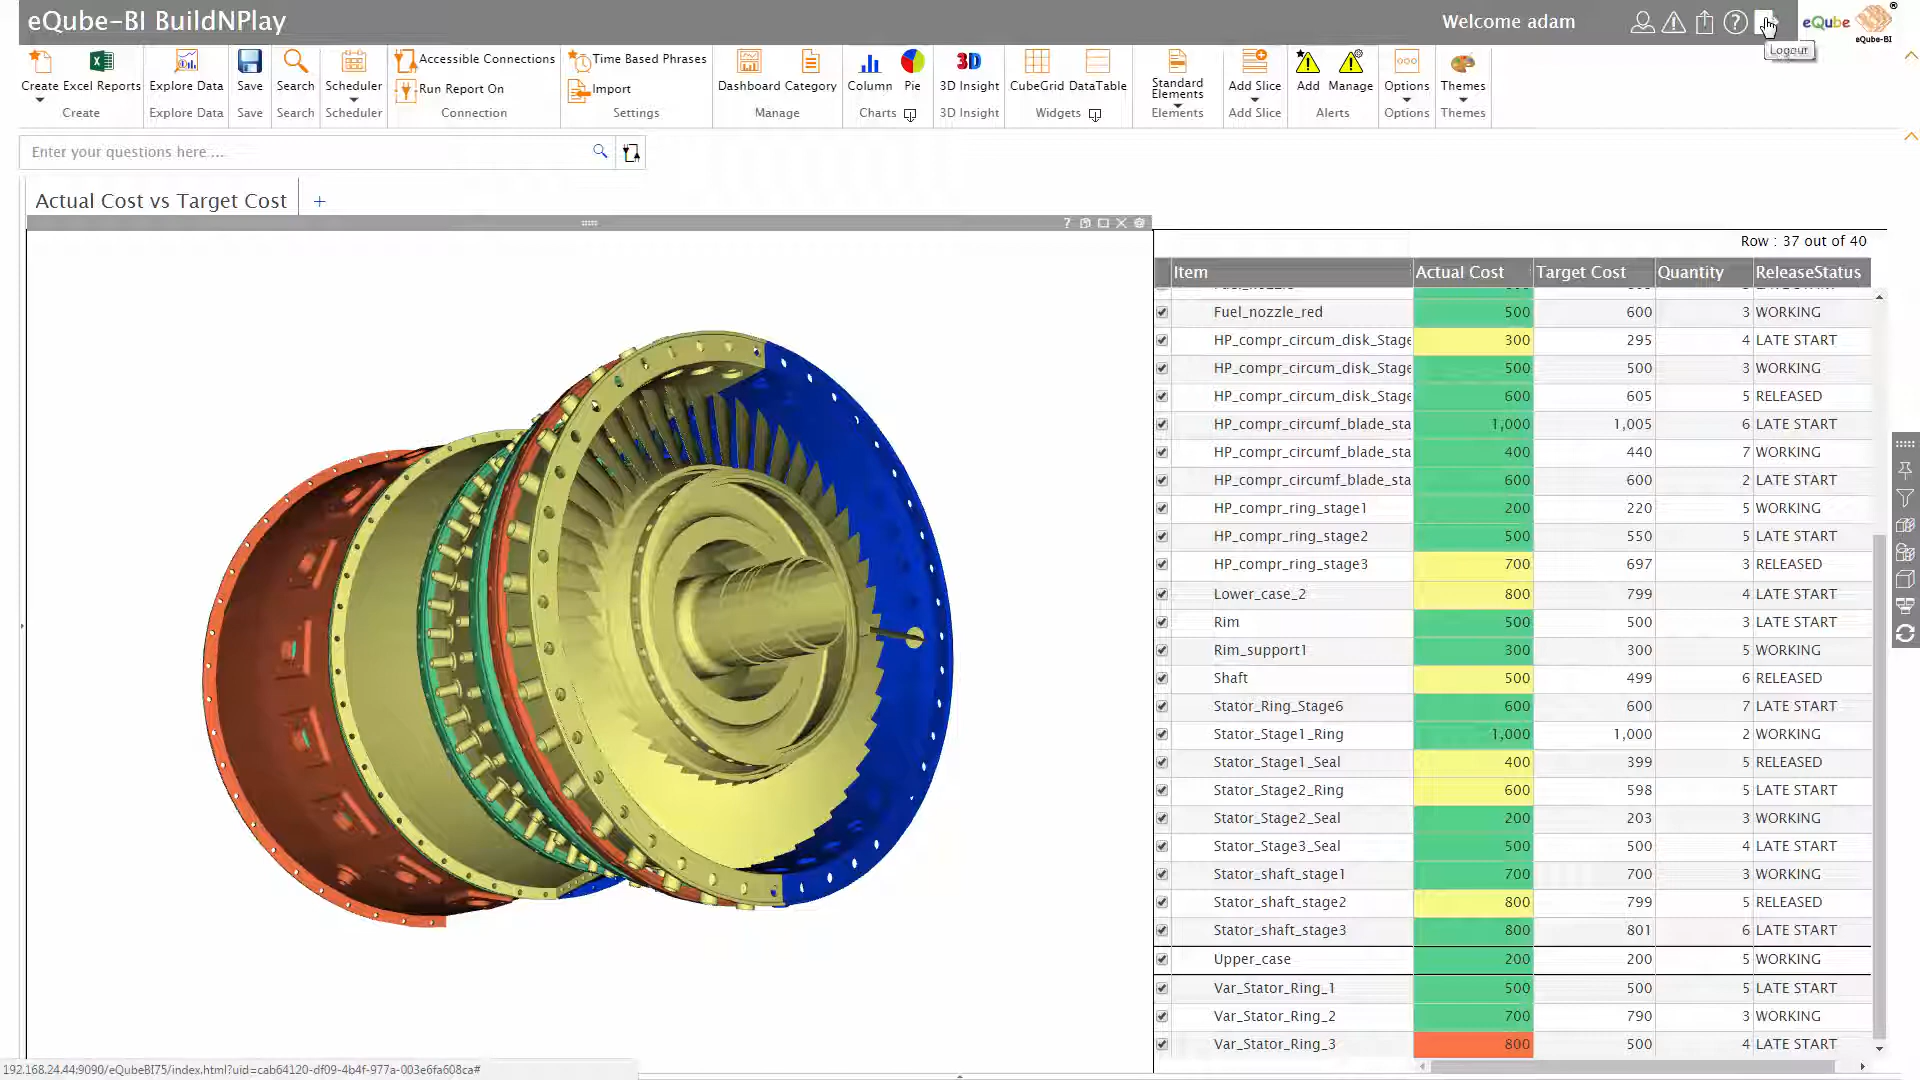 eQube-BI BuildNPlay
Welcome adam
eQube
eQube-BI
Logout
Create Excel Reports
Explore Data
Save
Search
Scheduler
Accessible Connections
Run Report On
Time Based Phrases
Import
Dashboard Category
Column Pie
3D
3D Insight
CubeGrid DataTable
Standard
Elements
Add Slice
Add Manage
Options
Themes
Create
Explore Data
Save
Search
Scheduler
Connection
Settings
Manage
Charts
3D Insight
Widgets
Elements
Add Slice
Alerts
Options
Themes
Enter your questions here ...
Actual Cost vs Target Cost +
Row : 37 out of 40
Item Actual Cost Target Cost Quantity ReleaseStatus
Fuel_nozzle_red 500 600 3 WORKING
HP_compr_circum_disk_Stage 300 295 4 LATE START
HP_compr_circum_disk_Stage 500 500 3 WORKING
HP_compr_circum_disk_Stage 600 605 5 RELEASED
HP_compr_circumf_blade_sta 1,000 1,005 6 LATE START
HP_compr_circumf_blade_sta 400 440 7 WORKING
HP_compr_circumf_blade_sta 600 600 2 LATE START
HP_compr_ring_stage1 200 220 5 WORKING
HP_compr_ring_stage2 500 550 5 LATE START
HP_compr_ring_stage3 700 697 3 RELEASED
Lower_case_2 800 799 4 LATE START
Rim 500 500 3 LATE START
Rim_support1 300 300 5 WORKING
Shaft 500 499 6 RELEASED
Stator_Ring_Stage6 600 600 7 LATE START
Stator_Stage1_Ring 1,000 1,000 2 WORKING
Stator_Stage1_Seal 400 399 5 RELEASED
Stator_Stage2_Ring 600 598 5 LATE START
Stator_Stage2_Seal 200 203 3 WORKING
Stator_Stage3_Seal 500 500 4 LATE START
Stator_shaft_stage1 700 700 3 WORKING
Stator_shaft_stage2 800 799 5 RELEASED
Stator_shaft_stage3 800 801 6 LATE START
Upper_case 200 200 5 WORKING
Var_Stator_Ring_1 500 500 5 LATE START
Var_Stator_Ring_2 700 790 3 WORKING
Var_Stator_Ring_3 800 500 4 LATE START
192.168.24.44:9090/eQubeBI75/index.html?uid=cab64120-df09-4b4f-977a-003e6fa608ca#